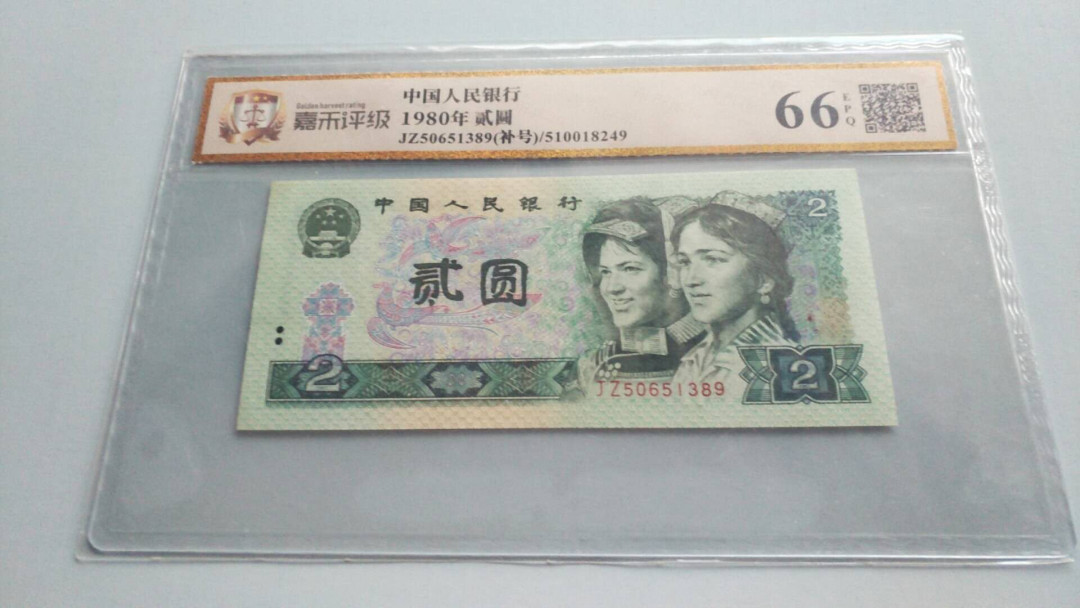 Golden harvest rating
嘉禾评级
中国人民银行
1980年 贰圆
JZ50651389(补号)/510018249
66 EPQ
中国人民银行
2
贰圆
2
JZ50651389
2